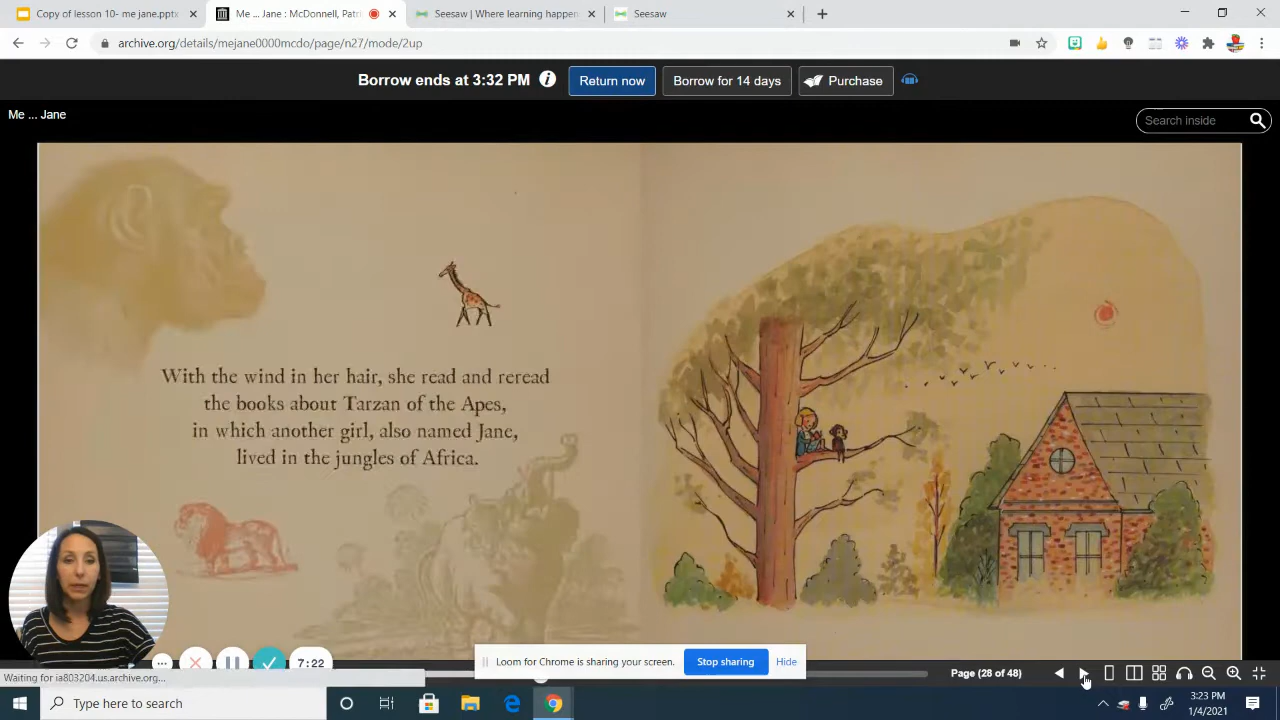 Copy of lesson 10- me jane.pptx
Me ... Jane : McDonnell, Patri
Seesaw | Where learning happen
Seesaw
archive.org/details/mejane0000mcdo/page/n27/mode/2up
Borrow ends at 3:32 PM
Return now
Borrow for 14 days
Purchase
Me ... Jane
Search inside
With the wind in her hair, she read and reread
the books about Tarzan of the Apes,
in which another girl, also named Jane,
lived in the jungles of Africa.
7:22
Loom for Chrome is sharing your screen.
Stop sharing
Hide
Waiting for ia803204.us.archive.org...
Page (28 of 48)
Type here to search
3:23 PM
1/4/2021